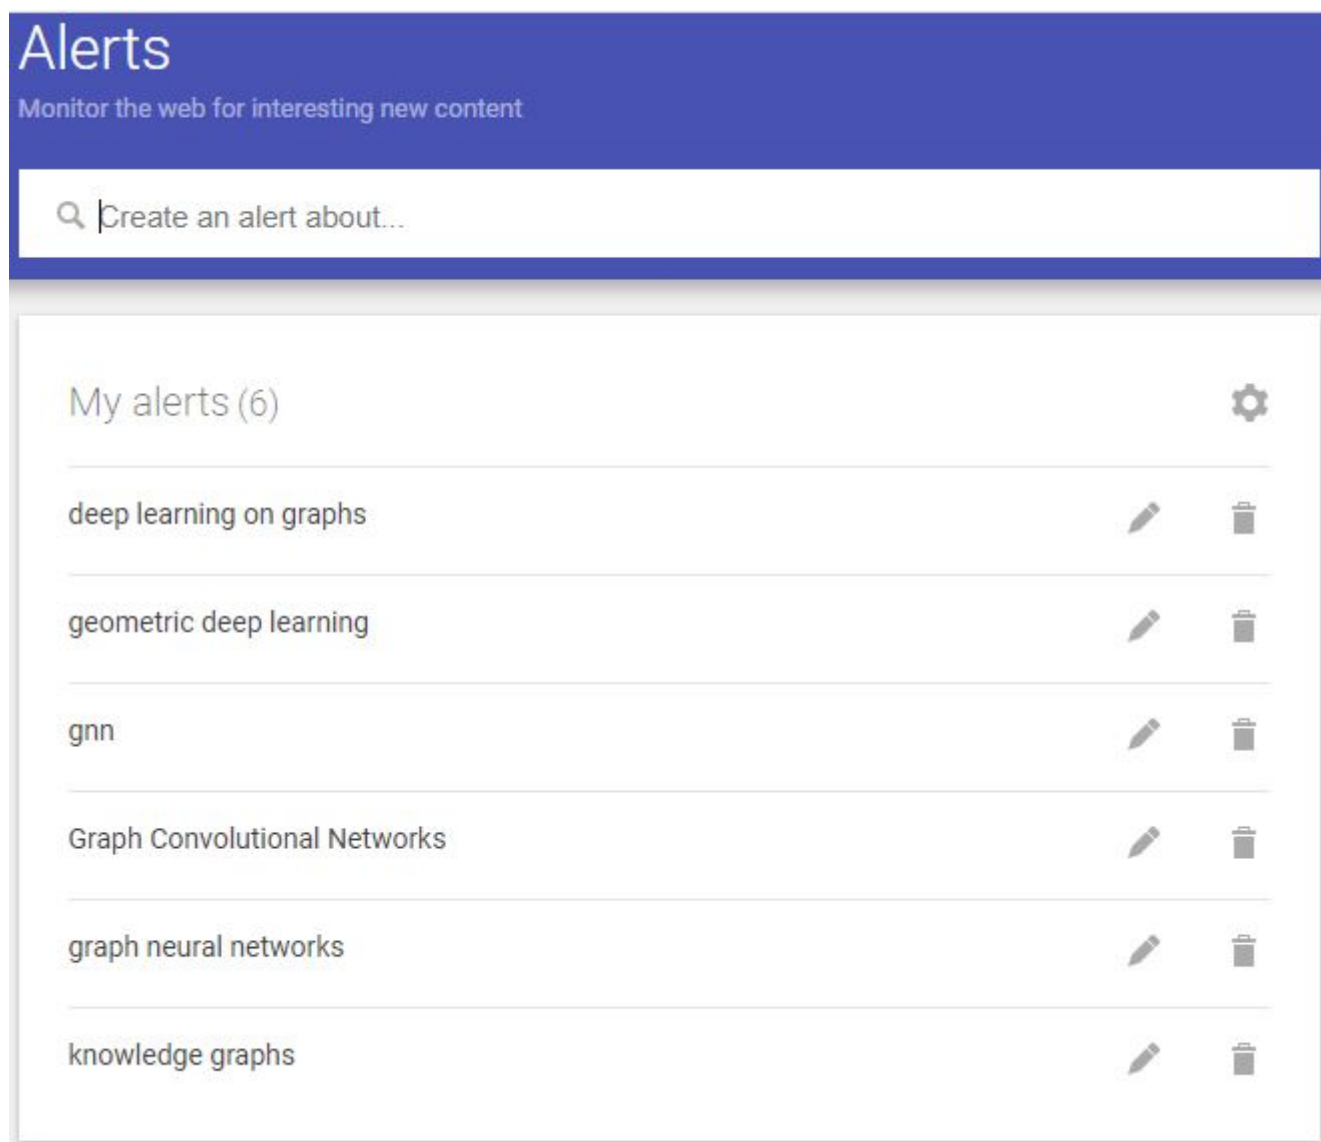 Alerts
Monitor the web for interesting new content
Create an alert about...
My alerts (6)
deep learning on graphs
geometric deep learning
gnn
Graph Convolutional Networks
graph neural networks
knowledge graphs